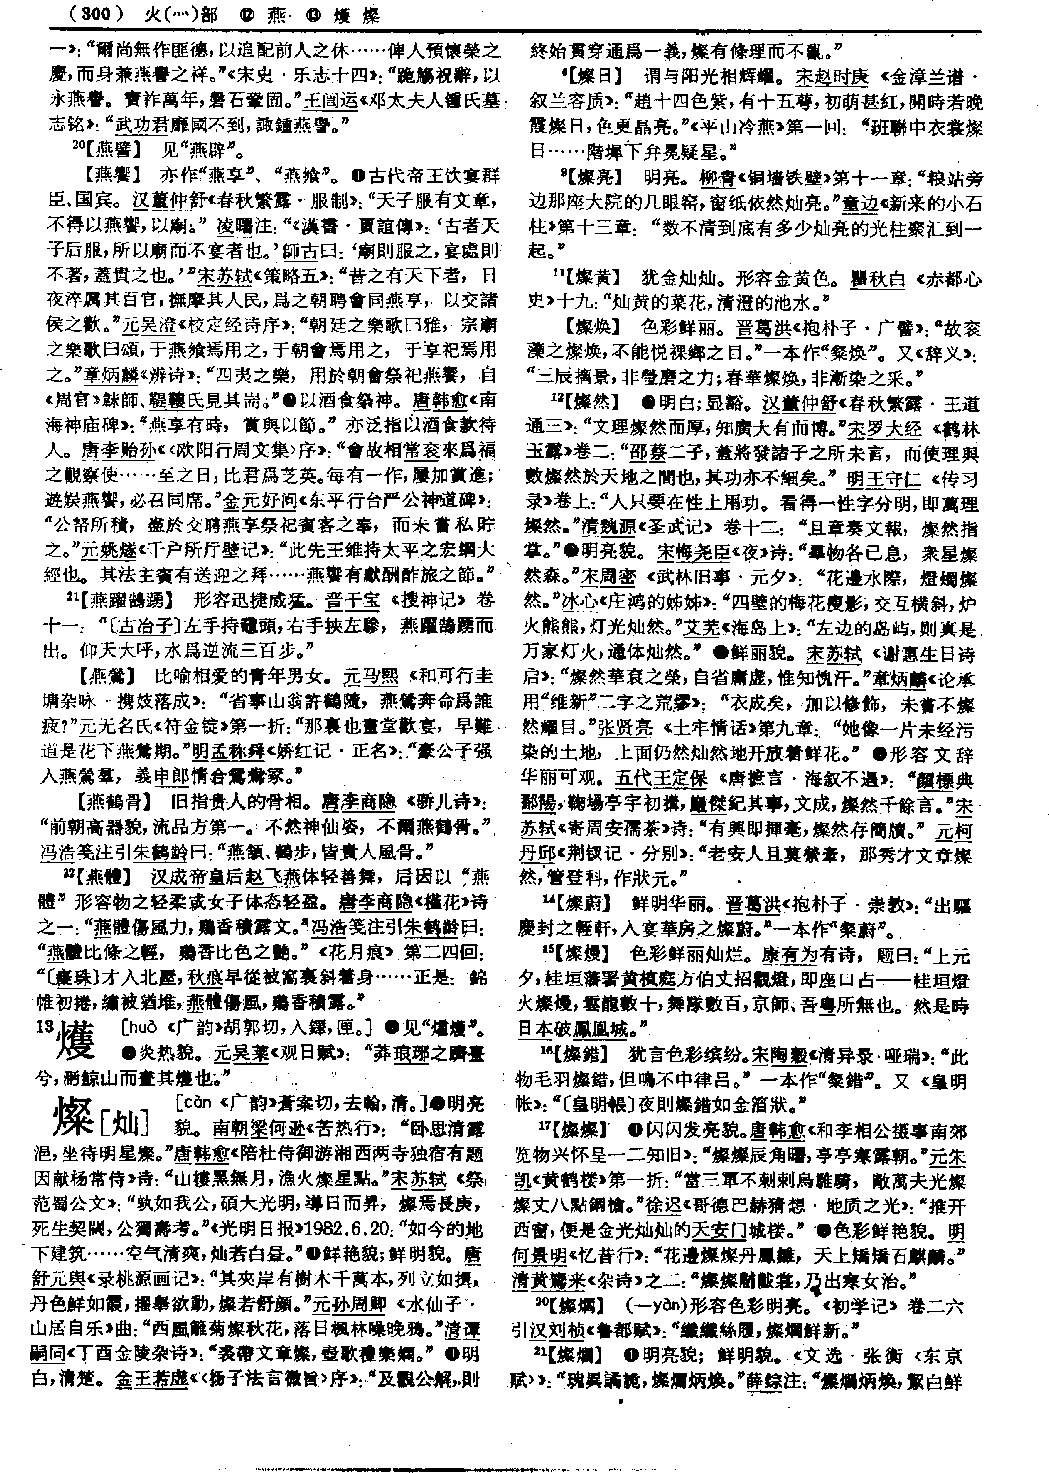 （300） 火（灬）部 ⑫ 燕 ⑬ 㷄 燦
一》：“爾尚無作匪德，以追配前人之休……俾人預懷榮之
慶，而身兼燕譽之祥。”《宋史·乐志十四》：“跪觴祝辭，以
永燕譽。寶祚萬年，磐石鞏固。”王闿运《邓太夫人锺氏墓
志铭》：“武功君靡國不到，諏鍾燕譽。”
²⁰【燕譬】 见“燕辟”。
【燕饗】 亦作“燕享”、“燕飨”。❶古代帝王饮宴群
臣、国宾。汉董仲舒《春秋繁露·服制》：“天子服有文章，
不得以燕饗，以廟。”凌曙注：“《漢書·賈誼傳》：‘古者天
子后服，所以廟而不宴者也。’師古曰：‘廟則服之，宴處則
不著，蓋貴之也。’”宋苏轼《策略五》：“昔之有天下者，日
夜淬厲其百官，撫摩其人民，爲之朝聘會同燕享，以交諸
侯之歡。”元吴澄《校定经诗序》：“朝廷之樂歌曰雅，宗廟
之樂歌曰頌，于燕飨焉用之，于朝會焉用之，于享祀焉用
之。”章炳麟《辨诗》：“四夷之樂，用於朝會祭祀燕饗，自
《周官》韎師、鞮鞻氏見其耑。”❷以酒食祭神。唐韩愈《南
海神庙碑》：“燕享有時，賞與以節。”亦泛指以酒食款待
人。唐李贻孙《〈欧阳行周文集〉序》：“會故相常衮來爲福
之觀察使……至之日，比君爲芝英。每有一作，屢加賞進；
遊娱燕饗，必召同席。”金元好问《东平行台严公神道碑》：
“公帑所積，盡於交聘燕享祭祀賓客之奉，而未嘗私貯
之。”元姚燧《千户所厅壁记》：“此先王維持太平之宏綱大
經也。其法主賓有送迎之拜……燕饗有獻酬酢旅之節。”
²¹【燕躍鵠踴】 形容迅捷威猛。晋干宝《搜神记》卷
十一：“〔古冶子〕左手持黿頭，右手挾左驂，燕躍鵠踴而
出。仰天大呼，水爲逆流三百步。”
【燕鶯】 比喻相爱的青年男女。元马熙《和可行圭
塘杂咏·携妓落成》：“省事山翁許鶴隨，燕鶯奔命爲誰
疲？”元无名氏《符金锭》第一折：“那裏也畫堂歡宴，早難
道是花下燕鶯期。”明孟称舜《娇红记·正名》：“豪公子强
入燕鶯羣，義申郎情合鴛鴦冢。”
【燕鶴骨】 旧指贵人的骨相。唐李商隐《骄儿诗》：
“前朝高器貌，流品方第一。不然神仙姿，不爾燕鶴骨。”
冯浩笺注引朱鹤龄曰：“燕頷、鶴步，皆貴人風骨。”
²³【燕體】 汉成帝皇后赵飞燕体轻善舞，后因以“燕
體”形容物之轻柔或女子体态轻盈。唐李商隐《槿花》诗
之一：“燕體傷風力，鷄香積露文。”冯浩笺注引朱鹤龄曰：
“燕體比條之輕，鷄香比色之艷。”《花月痕》第二四回：
“〔癡珠〕才入北歷，秋痕早從被窩裏斜着身……正是：錦
帷初捲，繡被猶堆，燕體傷風，鷄香積露。”
13㷄 ［huò 《广韵》胡郭切，入鐸，匣。］❶见“㷄㷄”。
❷炎热貌。元吴莱《观日赋》：“莽琅琊之隮臺
兮，窮鯨山而畫其㷄也。”
燦［灿］ ［càn 《广韵》蒼案切，去翰，清。］❶明亮
貌。南朝梁何逊《苦热行》：“卧思清露
浥，坐待明星燦。”唐韩愈《陪杜侍御游湘西两寺独宿有题
因献杨常侍》诗：“山樓黑無月，漁火燦星點。”宋苏轼《祭
范蜀公文》：“孰如我公，碩大光明，導日而昇，燦焉長庚，
死生契闊，公獨壽考。”《光明日报》1982.6.20：“如今的地
下建筑……空气清爽，灿若白昼。”❷鲜艳貌；鲜明貌。唐
舒元舆《录桃源画记》：“其夾岸有樹木千萬本，列立如揖，
丹色鮮如霞，擢舉欲動，燦若舒顔。”元孙周卿《水仙子·
山居自乐》曲：“西風籬菊燦秋花，落日楓林噪晚鴉。”清谭
嗣同《丁酉金陵杂诗》：“裘帶文章燦，壺歌禮樂嫻。”❸明
白，清楚。金王若虚《〈扬子法言微旨〉序》：“及觀公解，則
終始貫穿通爲一義，燦有條理而不亂。”
⁴【燦日】 谓与阳光相辉耀。宋赵时庚《金漳兰谱·
叙兰容质》：“趙十四色紫，有十五萼，初萌甚紅，開時若晚
霞燦日，色更晶亮。”《平山冷燕》第一回：“班聯中衣裳燦
日……階墀下弁冕疑星。”
⁹【燦亮】 明亮。柳青《铜墙铁壁》第十一章：“粮站旁
边那座大院的几眼窑，窗纸依然灿亮。”童边《新来的小石
柱》第十三章：“数不清到底有多少灿亮的光柱聚汇到一
起。”
¹¹【燦黄】 犹金灿灿。形容金黄色。瞿秋白《赤都心
史》十九：“灿黄的菜花，清澄的池水。”
【燦焕】 色彩鲜丽。晋葛洪《抱朴子·广譬》：“故衮
藻之燦焕，不能悦裸鄉之目。”一本作“粲焕”。又《辞义》：
“三辰摛景，非瑩磨之力；春華燦焕，非漸染之采。”
¹²【燦然】 ❶明白；显豁。汉董仲舒《春秋繁露·王道
通三》：“文理燦然而厚，知廣大有而博。”宋罗大经《鹤林
玉露》卷二：“邵蔡二子，蓋將發諸子之所未言，而使理與
數燦然於天地之間也，其功亦不細矣。”明王守仁《传习
录》卷上：“人只要在性上用功。看得一性字分明，即萬理
燦然。”清魏源《圣武记》卷十二：“且章奏文報，燦然指
掌。”❷明亮貌。宋梅尧臣《夜》诗：“羣物各已息，衆星燦
然森。”宋周密《武林旧事·元夕》：“花邊水際，燈燭燦
然。”冰心《庄鸿的姊姊》：“四壁的梅花瘦影，交互横斜，炉
火熊熊，灯光灿然。”艾芜《海岛上》：“左边的岛屿，则真是
万家灯火，通体灿然。”❸鲜丽貌。宋苏轼《谢惠生日诗
启》：“燦然華衮之榮，自省庸虚，惟知愧汗。”章炳麟《论承
用“维新”二字之荒謬》：“衣成矣，加以修飾，未嘗不燦
然耀目。”张贤亮《土牢情话》第九章：“她像一片未经污
染的土地，上面仍然灿然地开放着鲜花。”❹形容文辞
华丽可观。五代王定保《唐摭言·海叙不遇》：“顔標典
鄱陽，鞠場亭宇初構，巖傑紀其事，文成，燦然千餘言。”宋
苏轼《寄周安孺茶》诗：“有興即揮毫，燦然存簡牘。”元柯
丹邱《荆钗记·分别》：“老安人且莫縈牽，那秀才文章燦
然，管登科，作狀元。”
¹⁴【燦蔚】 鲜明华丽。晋葛洪《抱朴子·崇教》：“出驅
慶封之輕軒，入宴華房之燦蔚。”一本作“粲蔚”。
¹⁵【燦熳】 色彩鲜丽灿烂。康有为有诗，题曰：“上元
夕，桂垣藩署黄槙庭方伯丈招觀燈，即座口占——桂垣燈
火燦熳，雲龍數十，舞隊數百，京師、吾粤所無也。然是時
日本破鳳凰城。”
¹⁶【燦錯】 犹言色彩缤纷。宋陶穀《清异录·哑瑞》：“此
物毛羽燦錯，但鳴不中律吕。”一本作“粲錯”。又《皇明
帐》：“〔皇明帳〕夜則燦錯如金箔狀。”
¹⁷【燦燦】 ❶闪闪发亮貌。唐韩愈《和李相公摄事南郊
览物兴怀呈一二知旧》：“燦燦辰角曙，亭亭寒露朝。”元朱
凯《黄鹤楼》第一折：“當三軍不剌剌烏騅騎，敵萬夫光燦
燦丈八點鋼槍。”徐迟《哥德巴赫猜想·地质之光》：“推开
西窗，便是金光灿灿的天安门城楼。”❷色彩鲜艳貌。明
何景明《忆昔行》：“花邊燦燦丹鳳雛，天上矯矯石麒麟。”
清黄鷟来《杂诗》之二：“燦燦黼黻裳，乃出寒女治。”
²⁰【燦爓】 （—yàn）形容色彩明亮。《初学记》卷二六
引汉刘桢《鲁都赋》：“纖纖絲履，燦爓鮮新。”
²¹【燦爛】 ❶明亮貌；鲜明貌。《文选·张衡〈东京
赋〉》：“瑰異譎詭，燦爛炳焕。”薛综注：“燦爛炳焕，絜白鲜